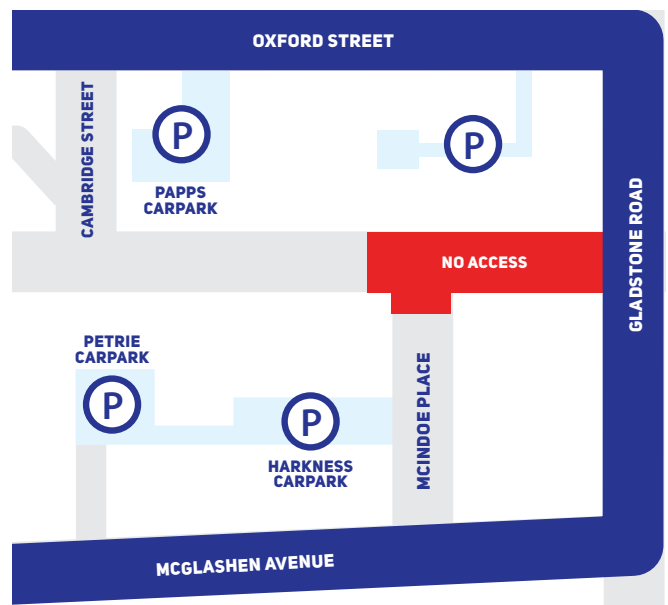 OXFORD STREET
CAMBRIDGE STREET
P
PAPPS
CARPARK
P
GLADSTONE ROAD
NO ACCESS
PETRIE
CARPARK
P
P
HARKNESS
CARPARK
MCINDOE PLACE
MCGLASHEN AVENUE